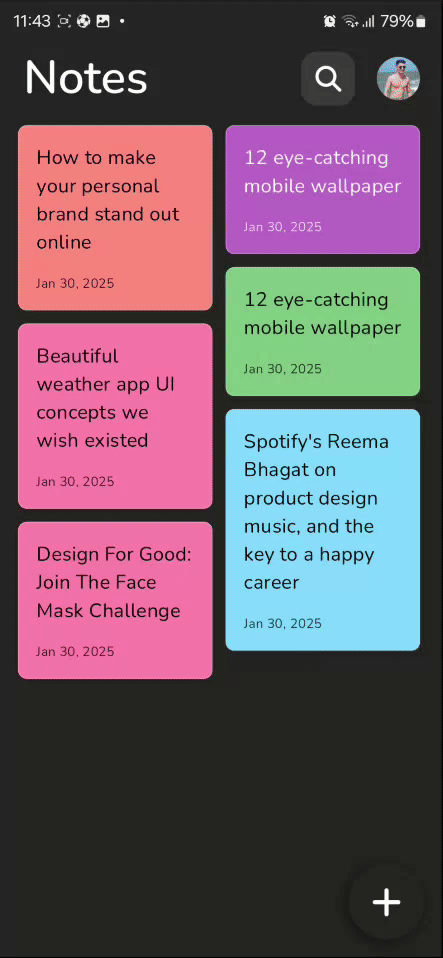 11:43
79%
Notes
How to make
your personal
brand stand out
online
Jan 30, 2025
12 eye-catching
mobile wallpaper
Jan 30, 2025
12 eye-catching
mobile wallpaper
Jan 30, 2025
Beautiful
weather app UI
concepts we
wish existed
Jan 30, 2025
Spotify's Reema
Bhagat on
product design
music, and the
key to a happy
career
Jan 30, 2025
Design For Good:
Join The Face
Mask Challenge
Jan 30, 2025